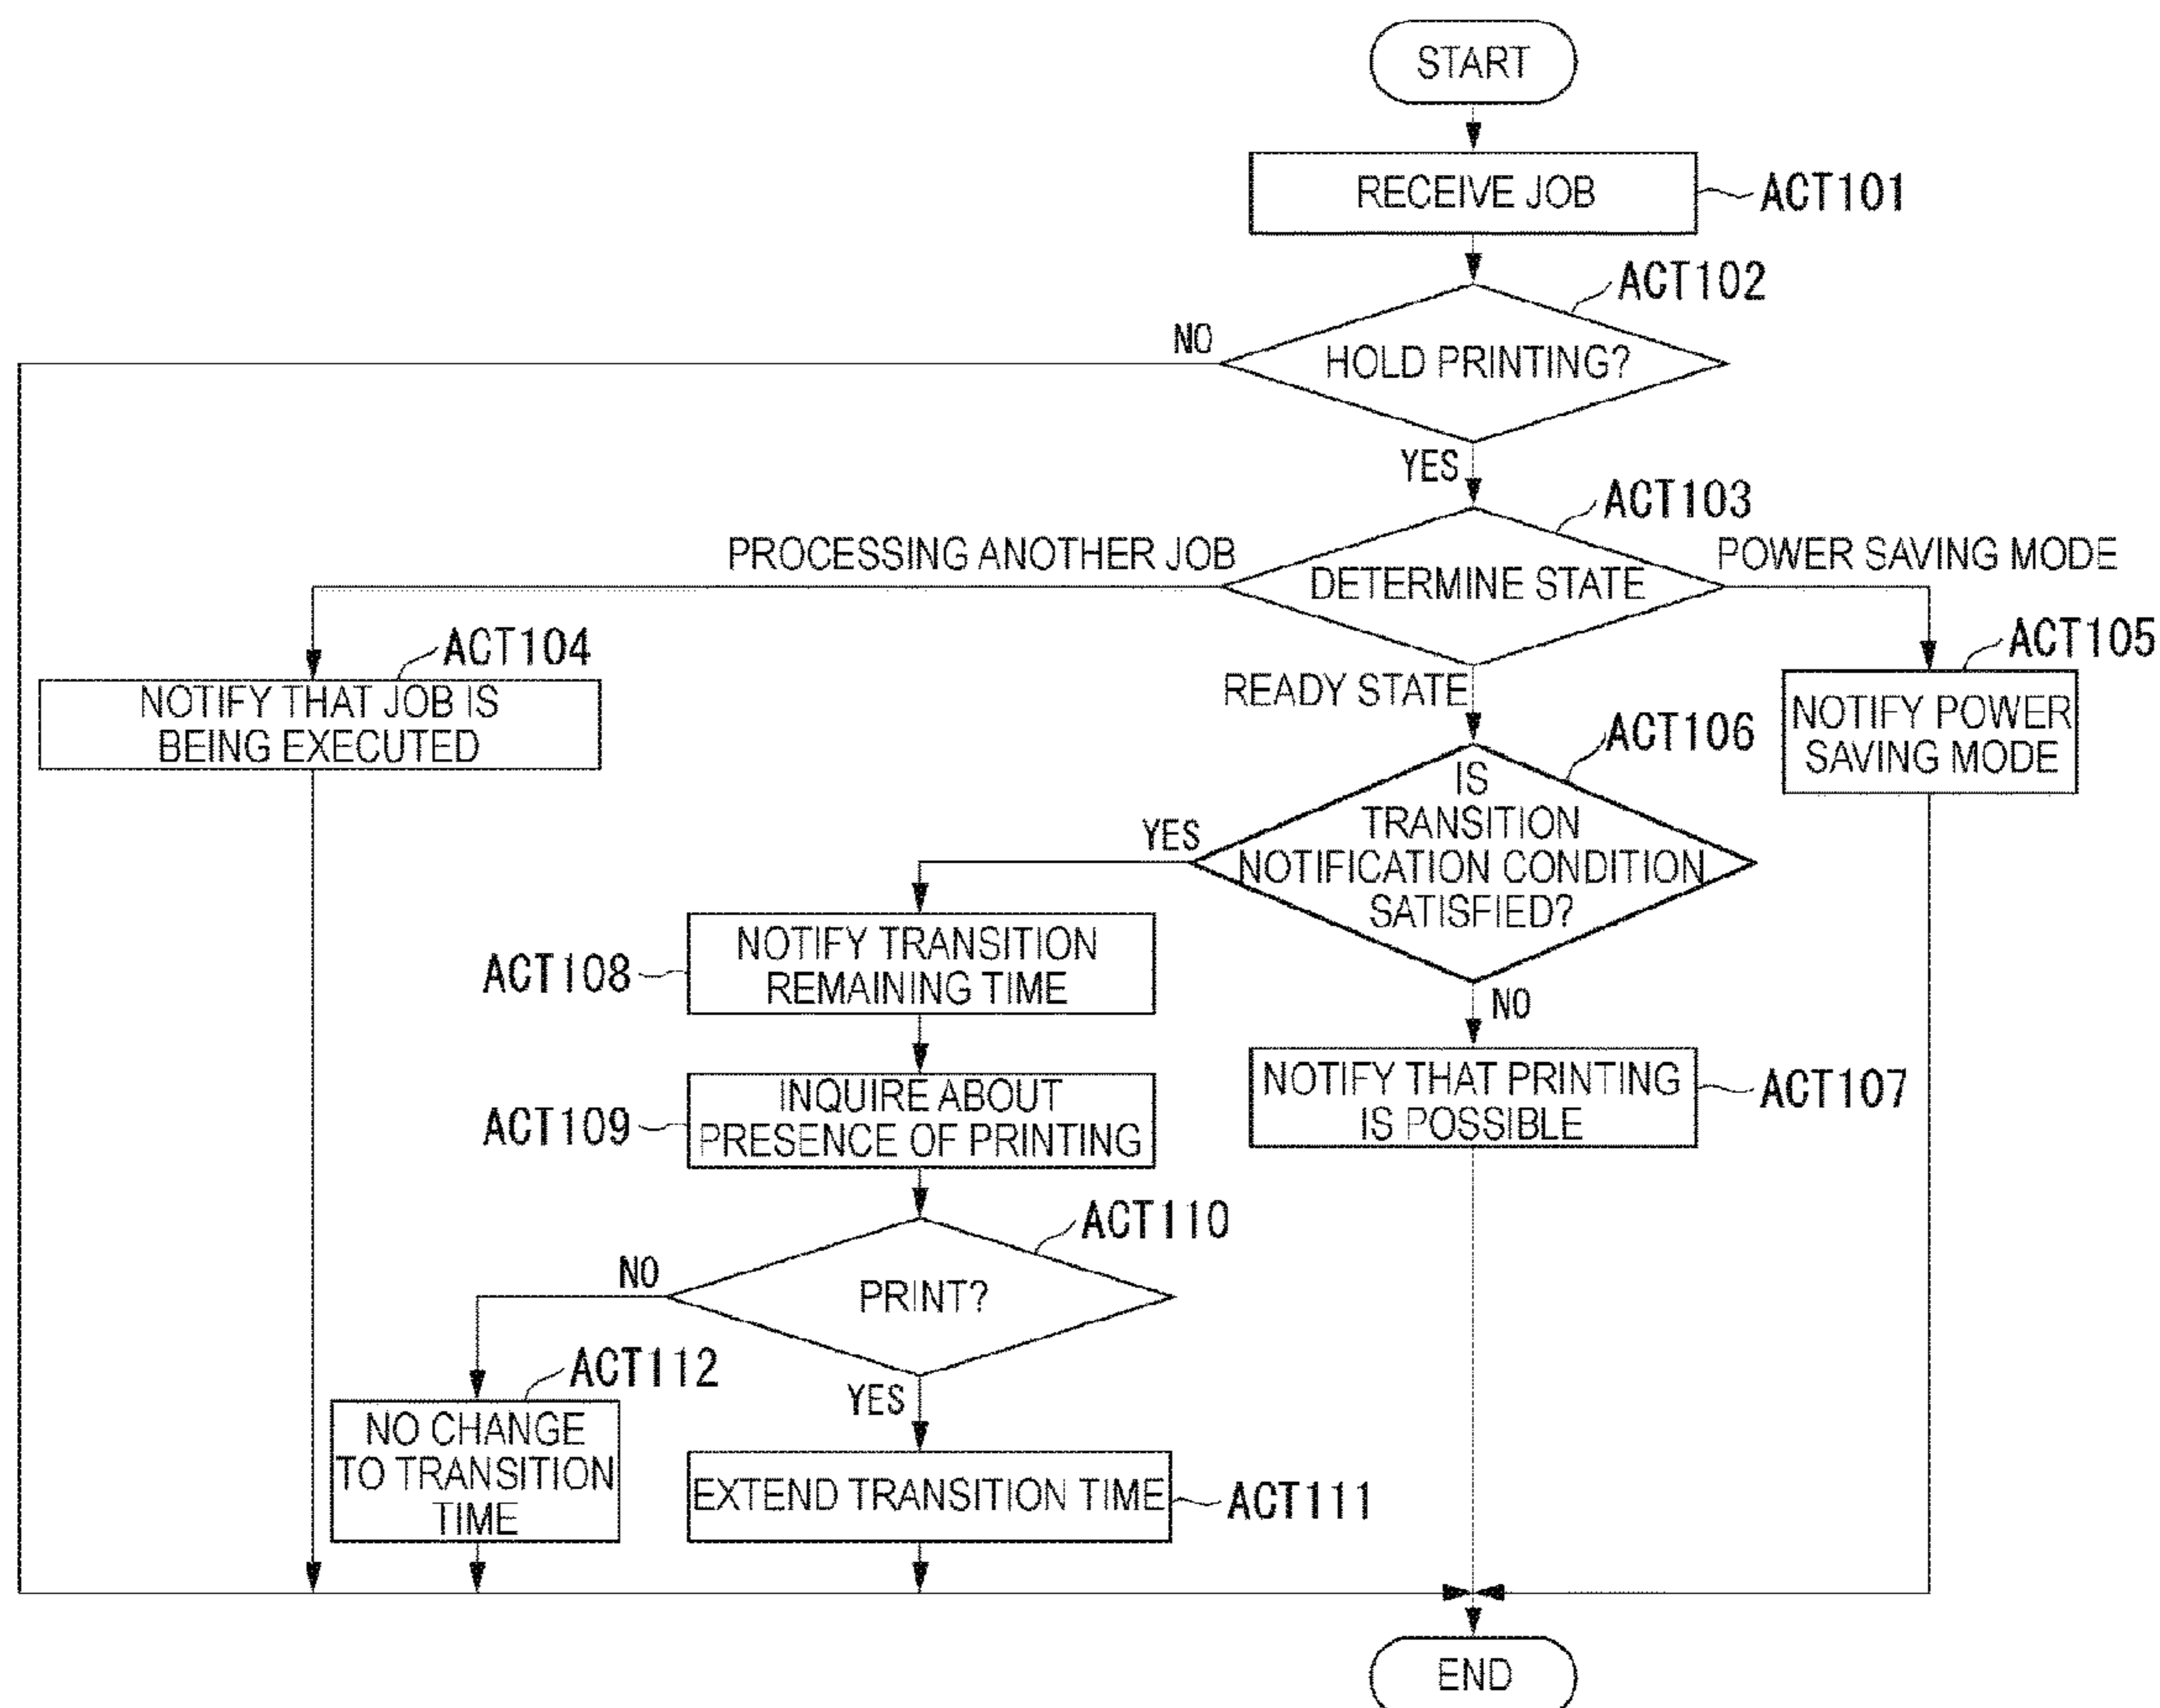 START
RECEIVE JOB
ACT101
ACT102
NO
HOLD PRINTING?
YES
ACT103
PROCESSING ANOTHER JOB
DETERMINE STATE
POWER SAVING MODE
ACT104
NOTIFY THAT JOB IS
BEING EXECUTED
READY STATE
ACT105
NOTIFY POWER
SAVING MODE
ACT106
IS
TRANSITION
NOTIFICATION CONDITION
SATISFIED?
YES
ACT108
NOTIFY TRANSITION
REMAINING TIME
NO
ACT109
INQUIRE ABOUT
PRESENCE OF PRINTING
NOTIFY THAT PRINTING
IS POSSIBLE
ACT107
ACT110
NO
PRINT?
ACT112
YES
NO CHANGE
TO TRANSITION
TIME
EXTEND TRANSITION TIME
ACT111
END